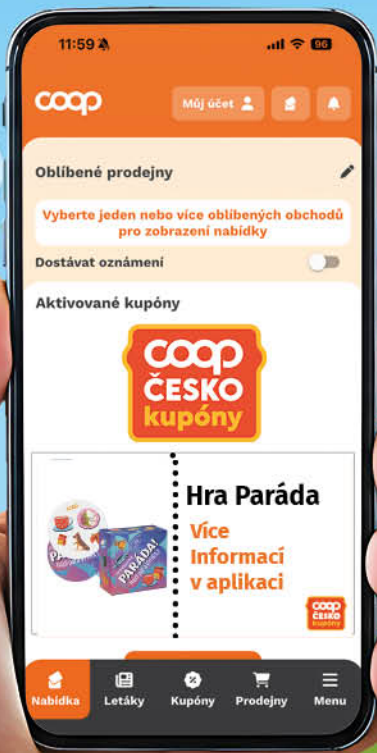 11:59
96
coop
Můj účet
Oblíbené prodejny
Vyberte jeden nebo více oblíbených obchodů
pro zobrazení nabídky
Dostávat oznámení
Aktivované kupóny
coop
ČESKO
kupóny
Hra Paráda
Více
Informací
v aplikaci
PARÁDA!
coop
ČESKO
kupóny
Nabídka
Letáky
Kupóny
Prodejny
Menu